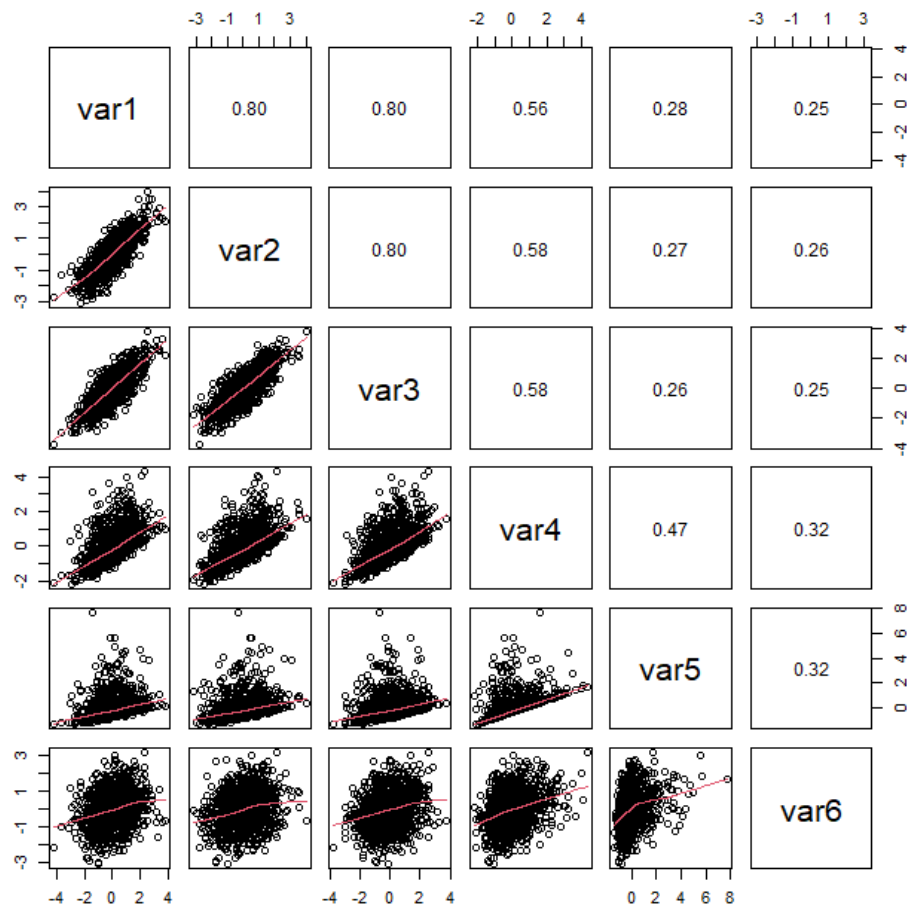 -3 -1 1 3
-2 0 2 4
-3 -1 1 3
var1 0.80 0.80 0.56 0.28 0.25
-4 -2 0 2 4
-3 -1 1 3
var2 0.80 0.58 0.27 0.26
var3 0.58 0.26 0.25
-4 -2 0 2 4
-2 0 2 4
var4 0.47 0.32
var5 0.32
0 2 4 6 8
-3 -1 1 3
var6
-4 -2 0 2 4
-4 -2 0 2 4
0 2 4 6 8